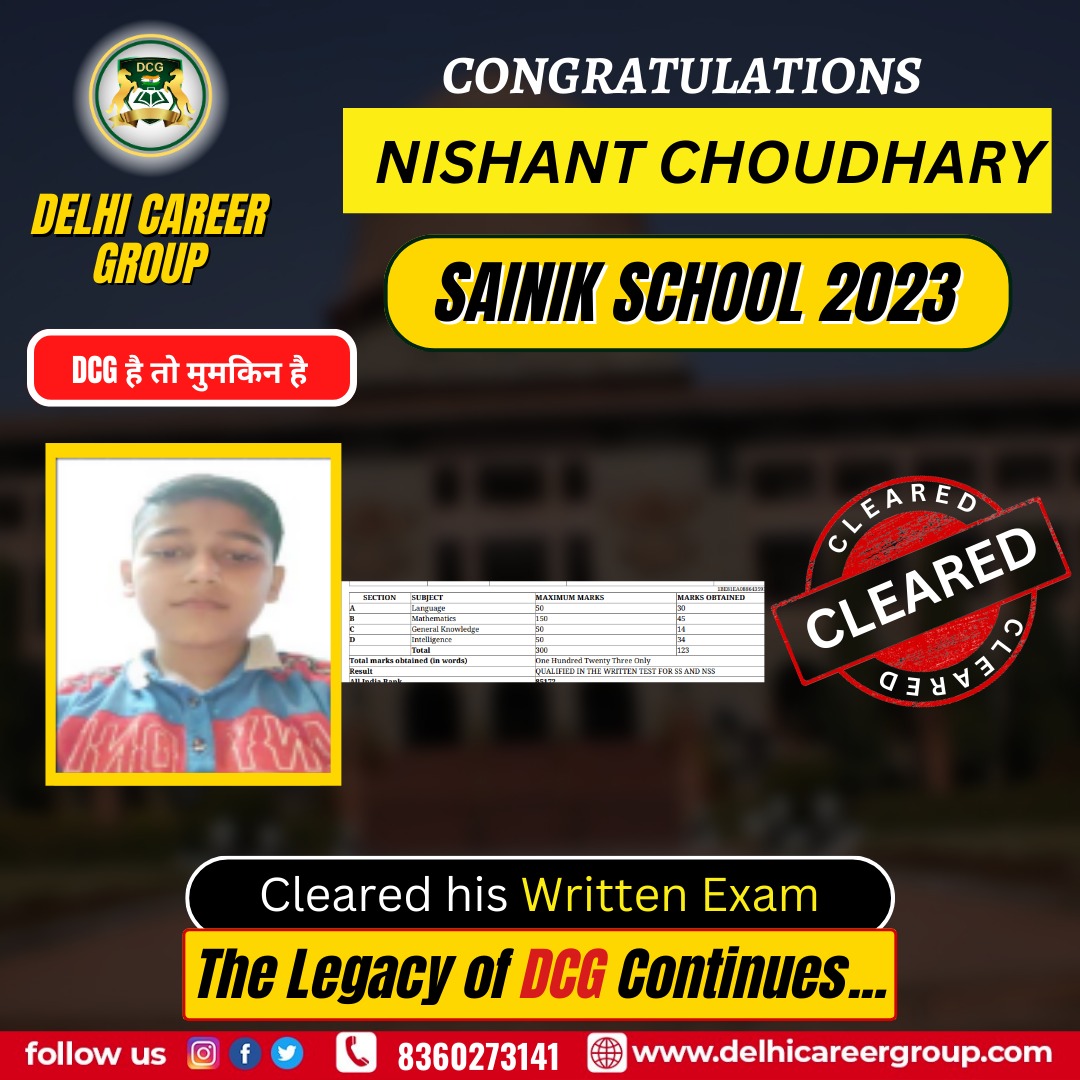 DCG
DELHI CAREER
GROUP
CONGRATULATIONS
NISHANT CHOUDHARY
SAINIK SCHOOL 2023
DCG है तो मुमकिन है
SECTION SUBJECT MAXIMUM MARKS MARKS OBTAINED
A Language 50 30
B Mathematics 150 45
C General Knowledge 50 14
D Intelligence 50 34
Total 300 123
Total marks obtained (in words) One Hundred Twenty Three Only
Result QUALIFIED IN THE WRITTEN TEST FOR SS AND NSS
All India Rank
CLEARED
CLEARED
CLEARED
Cleared his Written Exam
The Legacy of DCG Continues...
follow us 8360273141 www.delhicareergroup.com